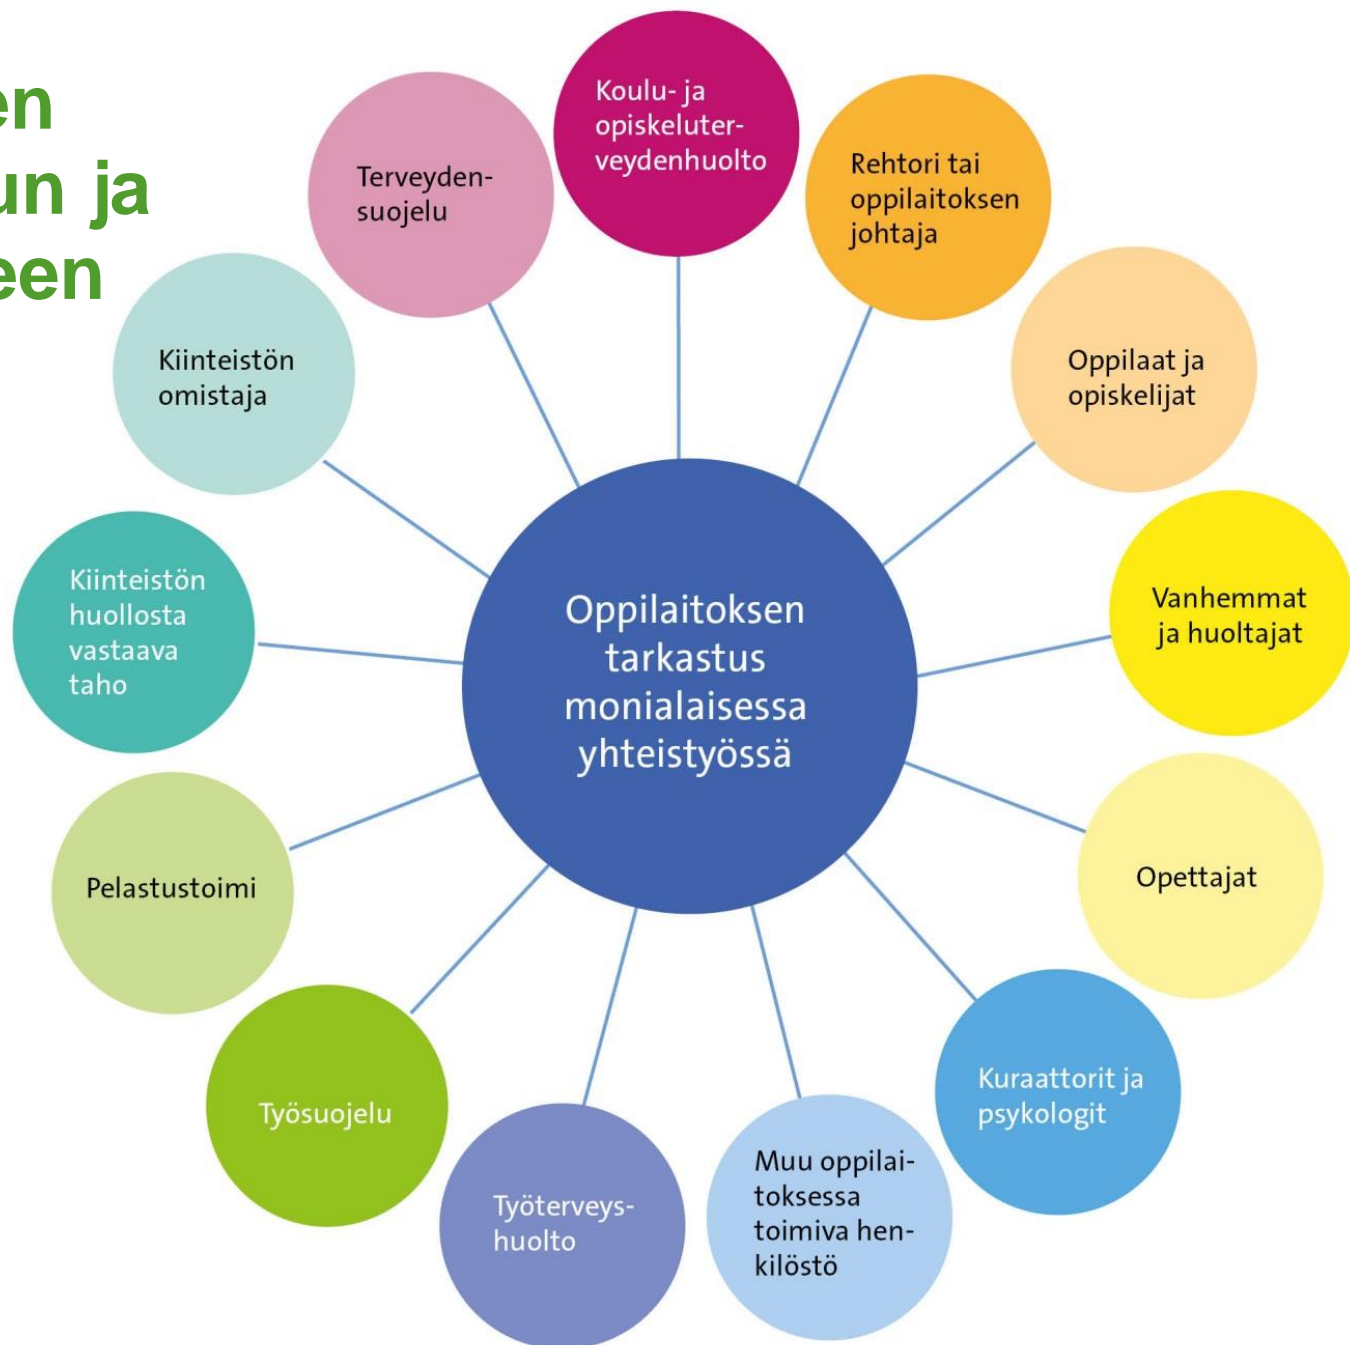 en
un ja
een
Koulu- ja
opiskeluter-
veydenhuolto
Rehtori tai
oppilaitoksen
johtaja
Oppilaat ja
opiskelijat
Vanhemmat
ja huoltajat
Opettajat
Kuraattorit ja
psykologit
Muu oppilai-
toksessa
toimiva hen-
kilöstö
Työterveys-
huolto
Työsuojelu
Pelastustoimi
Kiinteistön
huollosta
vastaava
taho
Kiinteistön
omistaja
Terveyden-
suojelu
Oppilaitoksen
tarkastus
monialaisessa
yhteistyössä